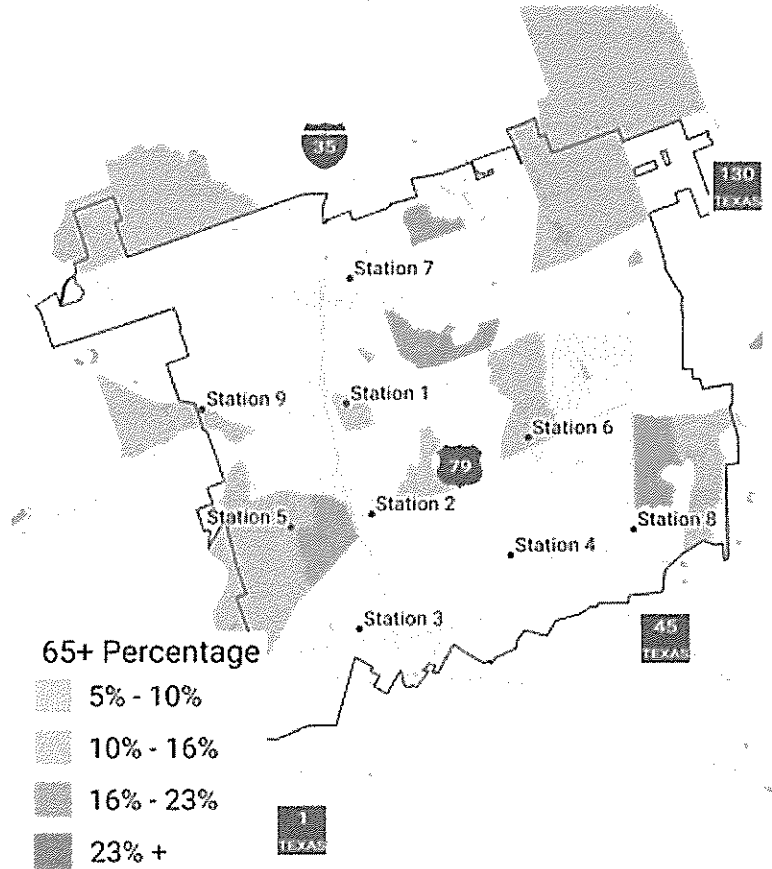 35
130
TEXAS
Station 7
Station 9
Station 1
Station 6
79
Station 2
Station 5
Station 8
Station 4
Station 3
45
TEXAS
65+ Percentage
5% - 10%
10% - 16%
16% - 23%
23% +
1
TEXAS